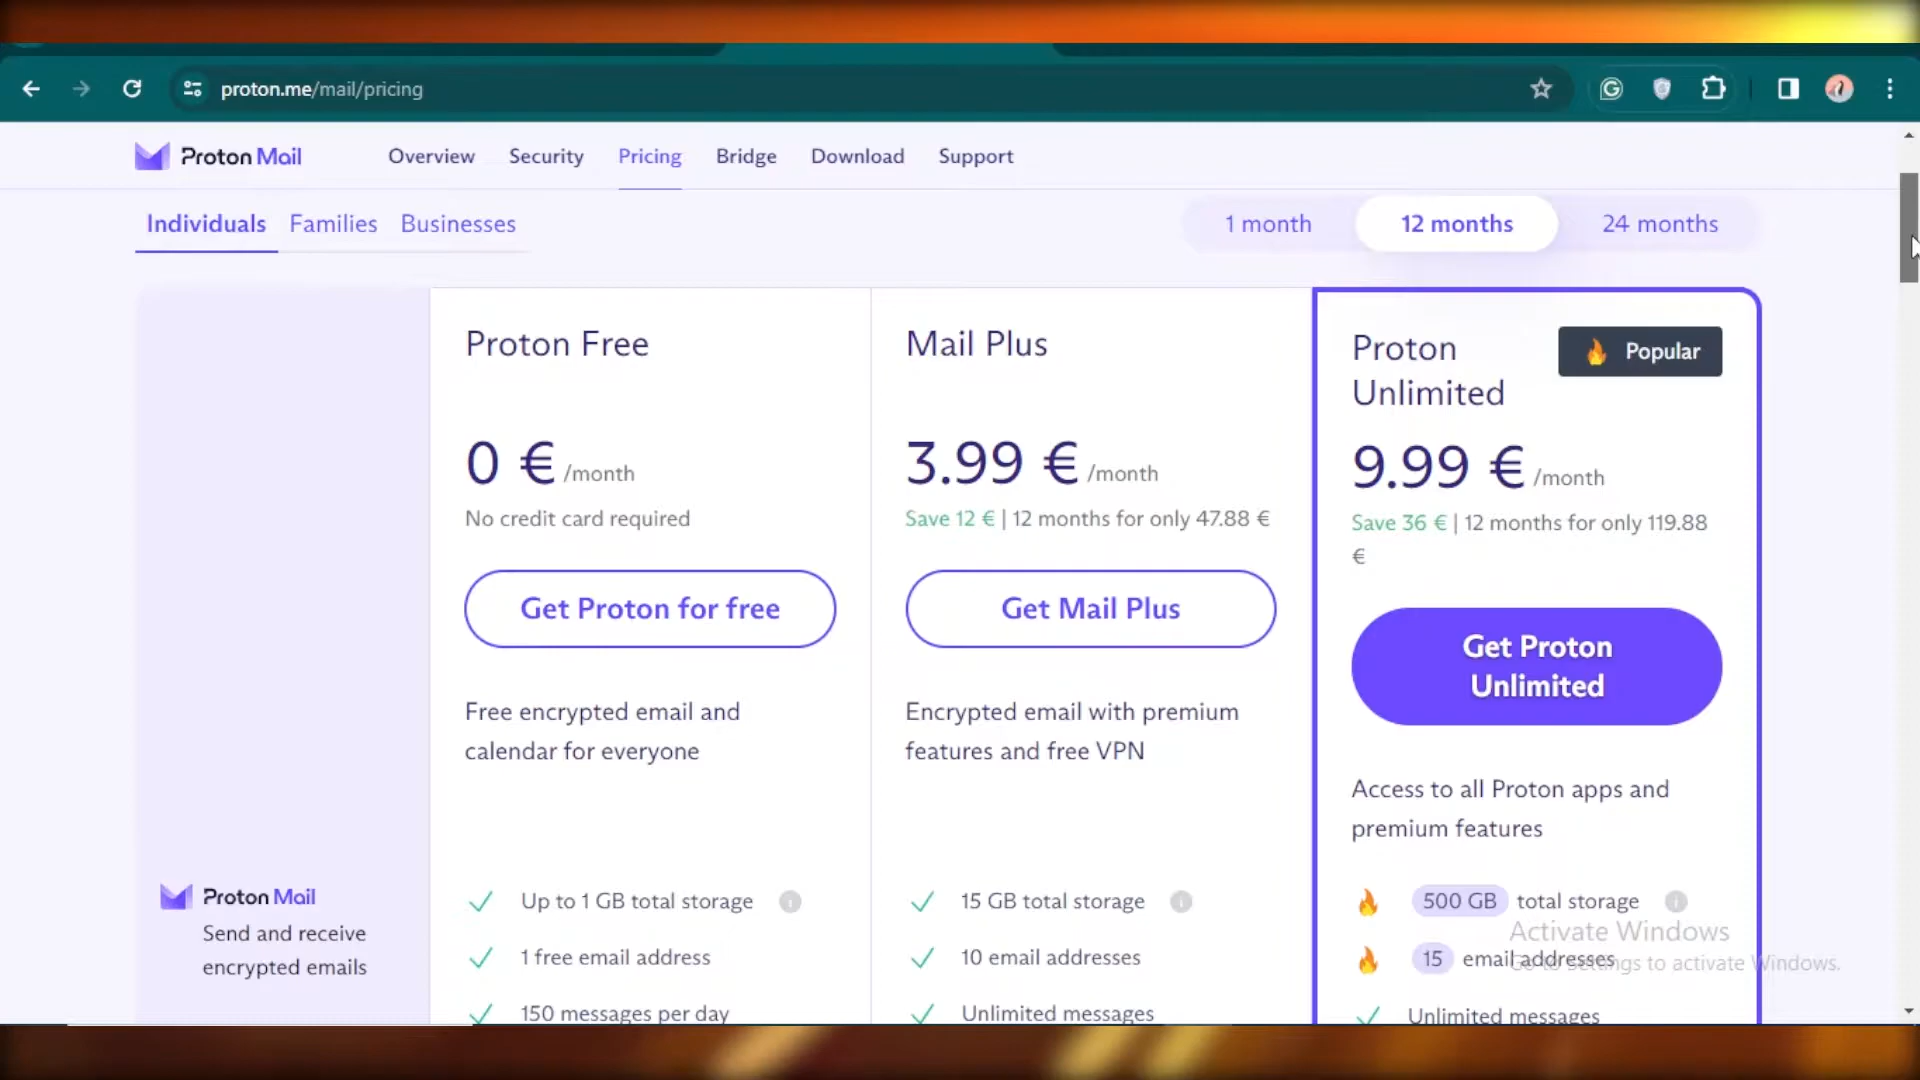 proton.me/mail/pricing
Proton Mail
Overview Security Pricing Bridge Download Support
Individuals Families Businesses
1 month 12 months 24 months
Proton Free
0 € /month
No credit card required
Get Proton for free
Free encrypted email and
calendar for everyone
Mail Plus
3.99 € /month
Save 12 € | 12 months for only 47.88 €
Get Mail Plus
Encrypted email with premium
features and free VPN
Proton
Unlimited
Popular
9.99 € /month
Save 36 € | 12 months for only 119.88
€
Get Proton
Unlimited
Access to all Proton apps and
premium features
Proton Mail
Send and receive
encrypted emails
Up to 1 GB total storage
1 free email address
150 messages per day
15 GB total storage
10 email addresses
Unlimited messages
500 GB total storage
15 email addresses
Unlimited messages
Activate Windows
Go to Settings to activate Windows.